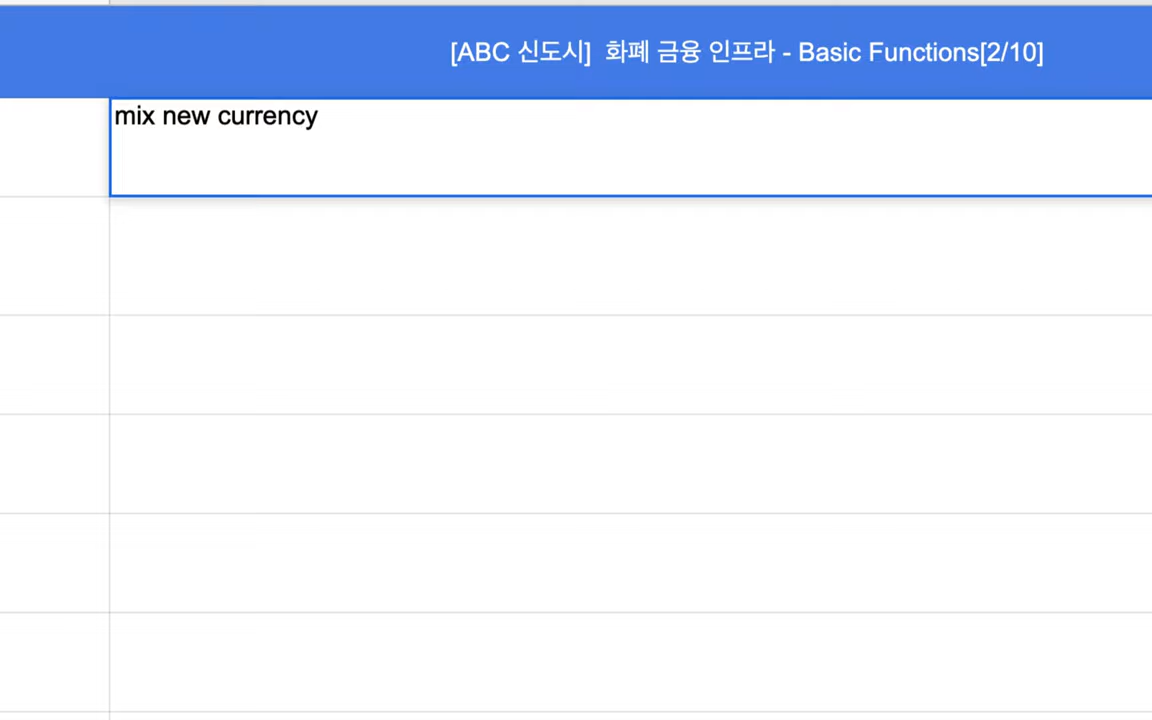 [ABC 신도시]  화폐 금융 인프라 - Basic Functions[2/10]
mix new currency